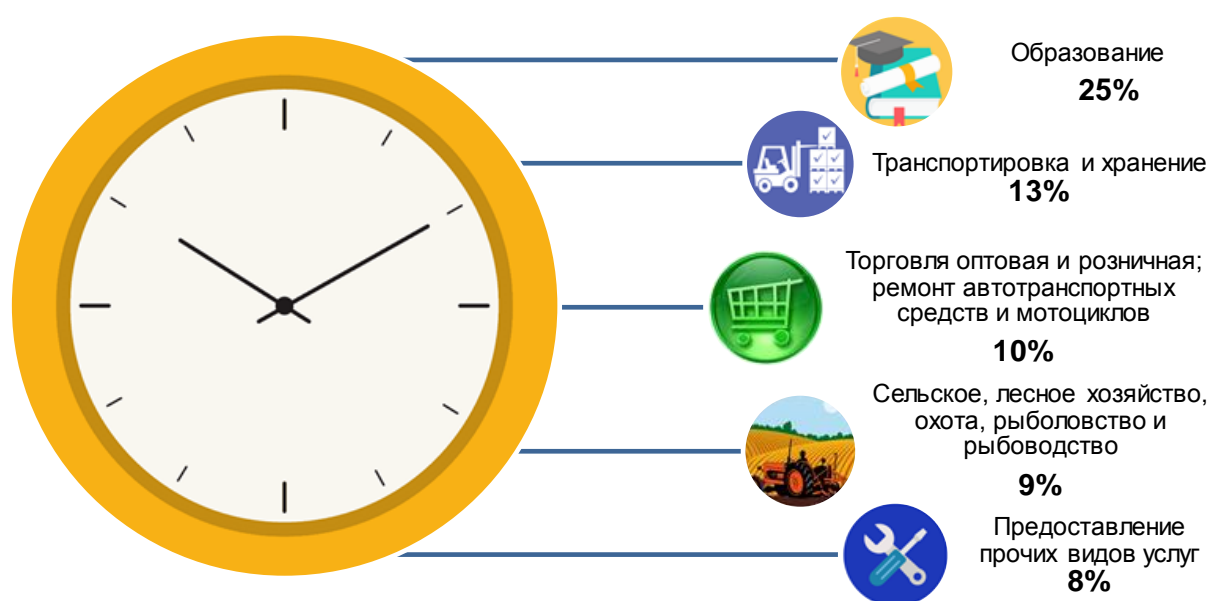 Образование
25%
Транспортировка и хранение
13%
Торговля оптовая и розничная;
ремонт автотранспортных
средств и мотоциклов
10%
Сельское, лесное хозяйство,
охота, рыболовство и
рыбоводство
9%
Предоставление
прочих видов услуг
8%